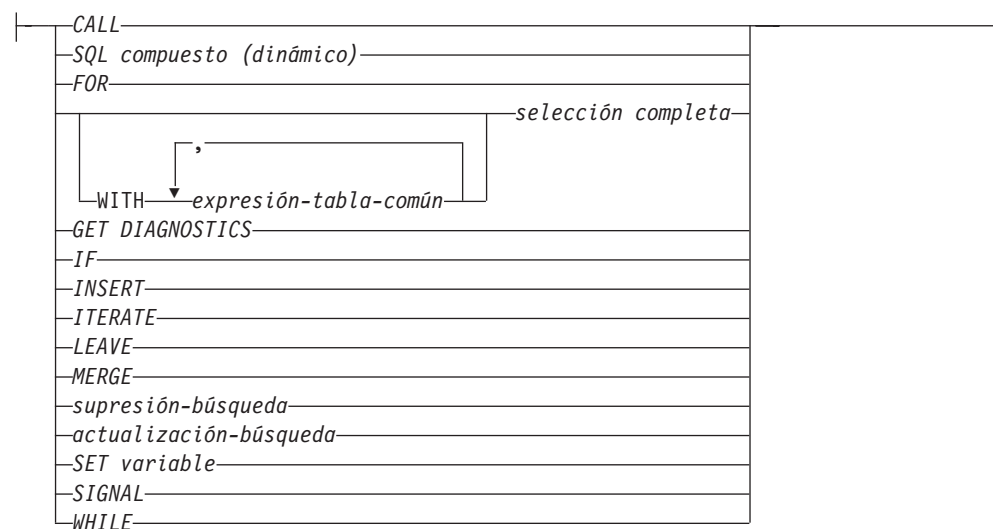 CALL
SQL compuesto (dinámico)
FOR
selección completa
,
WITH expresión-tabla-común
GET DIAGNOSTICS
IF
INSERT
ITERATE
LEAVE
MERGE
supresión-búsqueda
actualización-búsqueda
SET variable
SIGNAL
WHILE